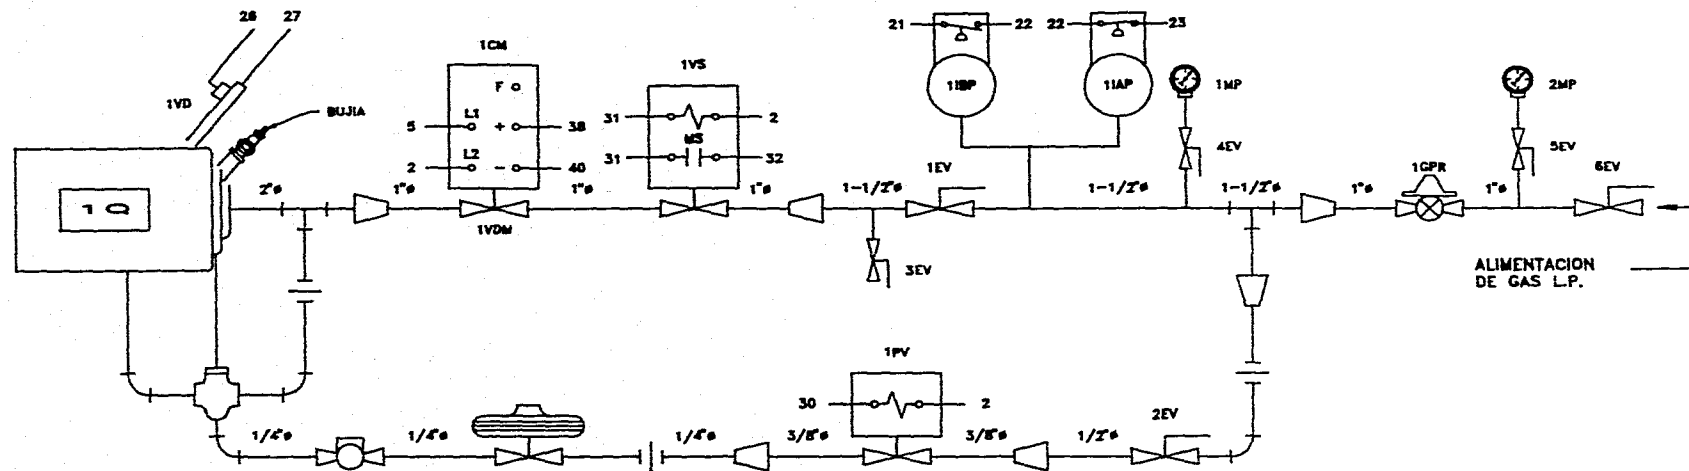 26 27
1VD
BUJIA
1Q
1CM
F
5 L1 + 38
2 L2 - 40
1VDM
1VS
31 2
MS
31 32
21 22
22 23
1IBP
1IAP
1MP
2MP
4EV
5EV
1EV
3EV
1GPR
6EV
2"ø
1"ø
1"ø
1"ø
1-1/2"ø
1-1/2"ø
1-1/2"ø
1"ø
1"ø
ALIMENTACION
DE GAS L.P.
1PV
30 2
2EV
1/4"ø
1/4"ø
1/4"ø
3/8"ø
3/8"ø
1/2"ø